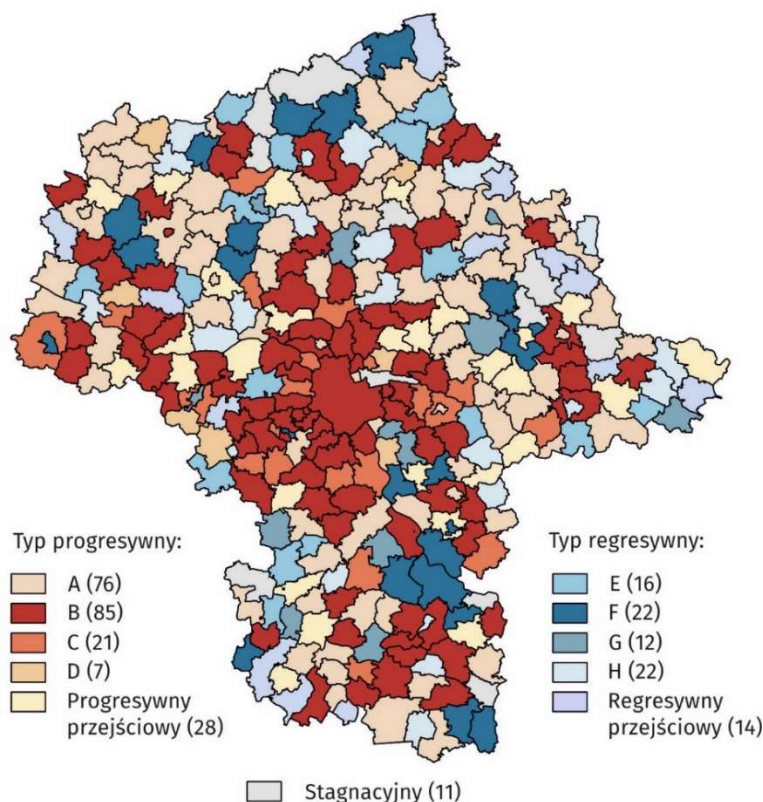 Typ progresywny:
A (76)
B (85)
C (21)
D (7)
Progresywny
przejściowy (28)
Typ regresywny:
E (16)
F (22)
G (12)
H (22)
Regresywny
przejściowy (14)
Stagnacyjny (11)